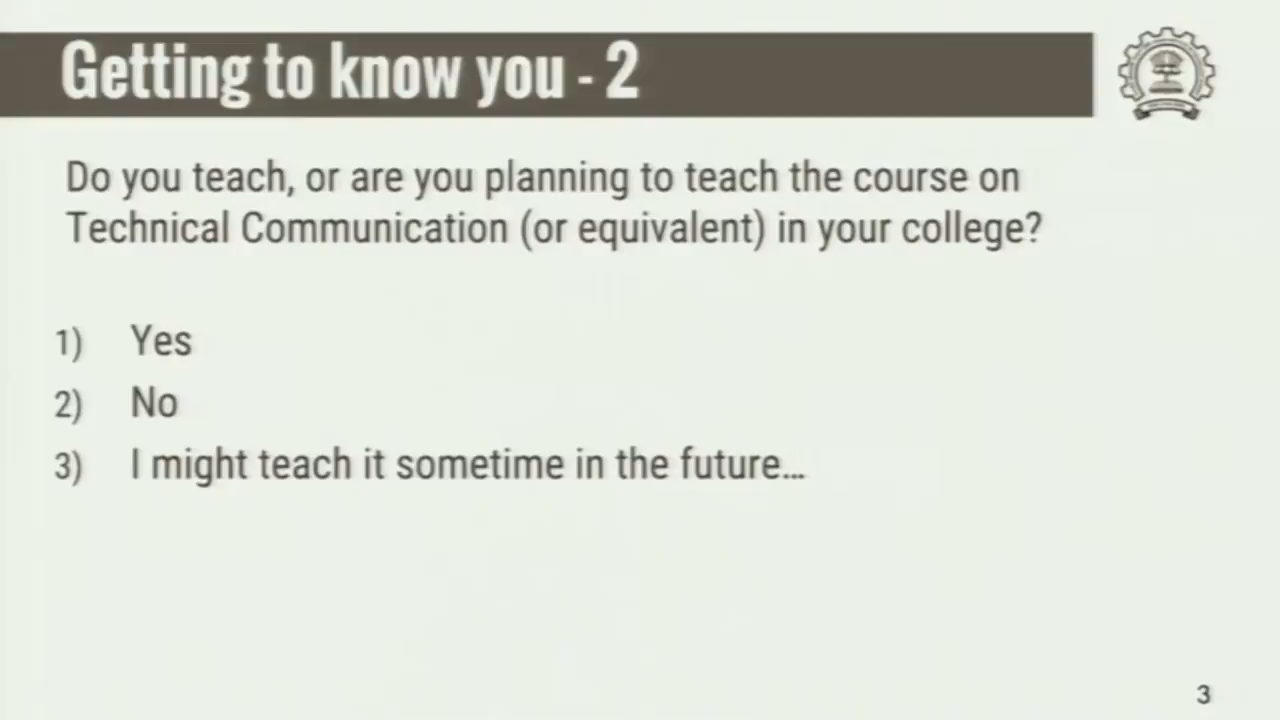 Getting to know you - 2
Do you teach, or are you planning to teach the course on
Technical Communication (or equivalent) in your college?
1) Yes
2) No
3) I might teach it sometime in the future...
3